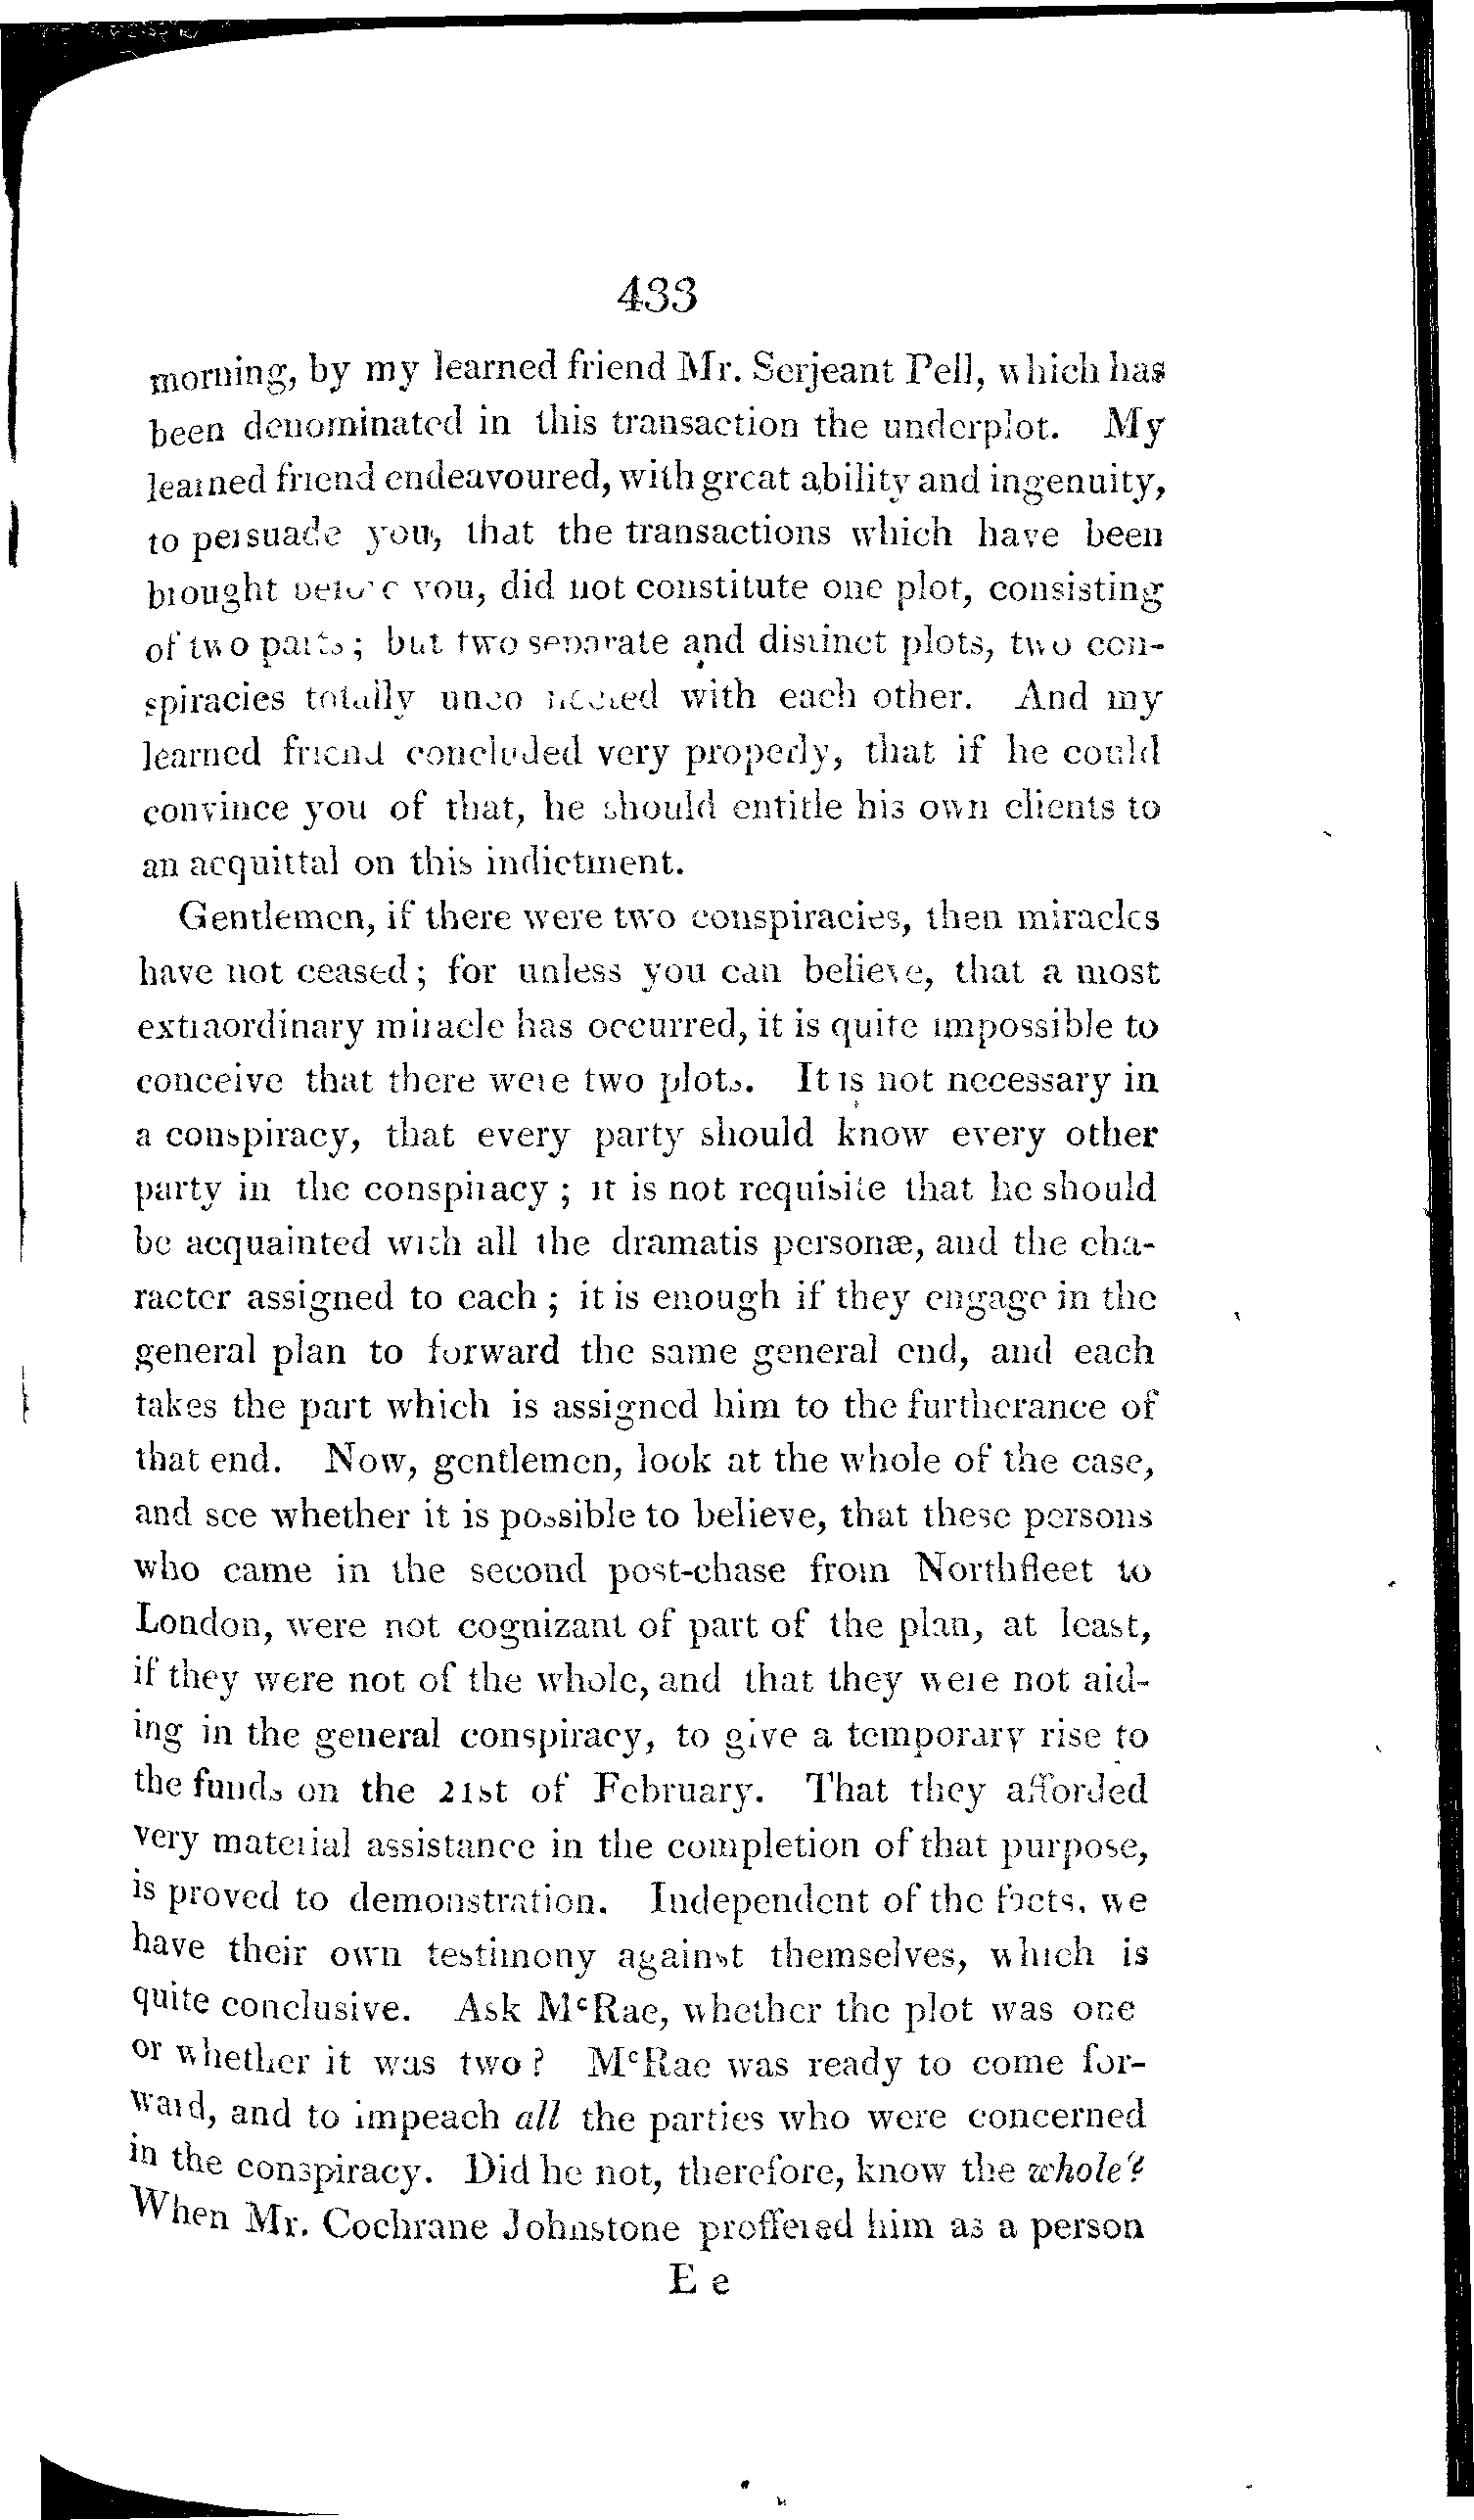 433
morning, by my learned friend Mr. Serjeant Pell, which has
been denominated in this transaction the underplot. My
learned friend endeavoured, with great ability and ingenuity,
to persuade you, that the transactions which have been
brought before you, did not constitute one plot, consisting
of two parts; but two separate and distinct plots, two con-
spiracies totally unconnected with each other. And my
learned friend concluded very properly, that if he could
convince you of that, he should entitle his own clients to
an acquittal on this indictment.
Gentlemen, if there were two conspiracies, then miracles
have not ceased; for unless you can believe, that a most
extraordinary miracle has occurred, it is quite impossible to
conceive that there were two plots. It is not necessary in
a conspiracy, that every party should know every other
party in the conspiracy; it is not requisite that he should
be acquainted with all the dramatis personæ, and the cha-
racter assigned to each; it is enough if they engage in the
general plan to forward the same general end, and each
takes the part which is assigned him to the furtherance of
that end. Now, gentlemen, look at the whole of the case,
and see whether it is possible to believe, that these persons
who came in the second post-chase from Northfleet to
London, were not cognizant of part of the plan, at least,
if they were not of the whole, and that they were not aid-
ing in the general conspiracy, to give a temporary rise to
the funds on the 21st of February. That they afforded
very material assistance in the completion of that purpose,
is proved to demonstration. Independent of the facts, we
have their own testimony against themselves, which is
quite conclusive. Ask McRae, whether the plot was one
or whether it was two? McRae was ready to come for-
ward, and to impeach all the parties who were concerned
in the conspiracy. Did he not, therefore, know the whole?
When Mr. Cochrane Johnstone proffered him as a person
E e